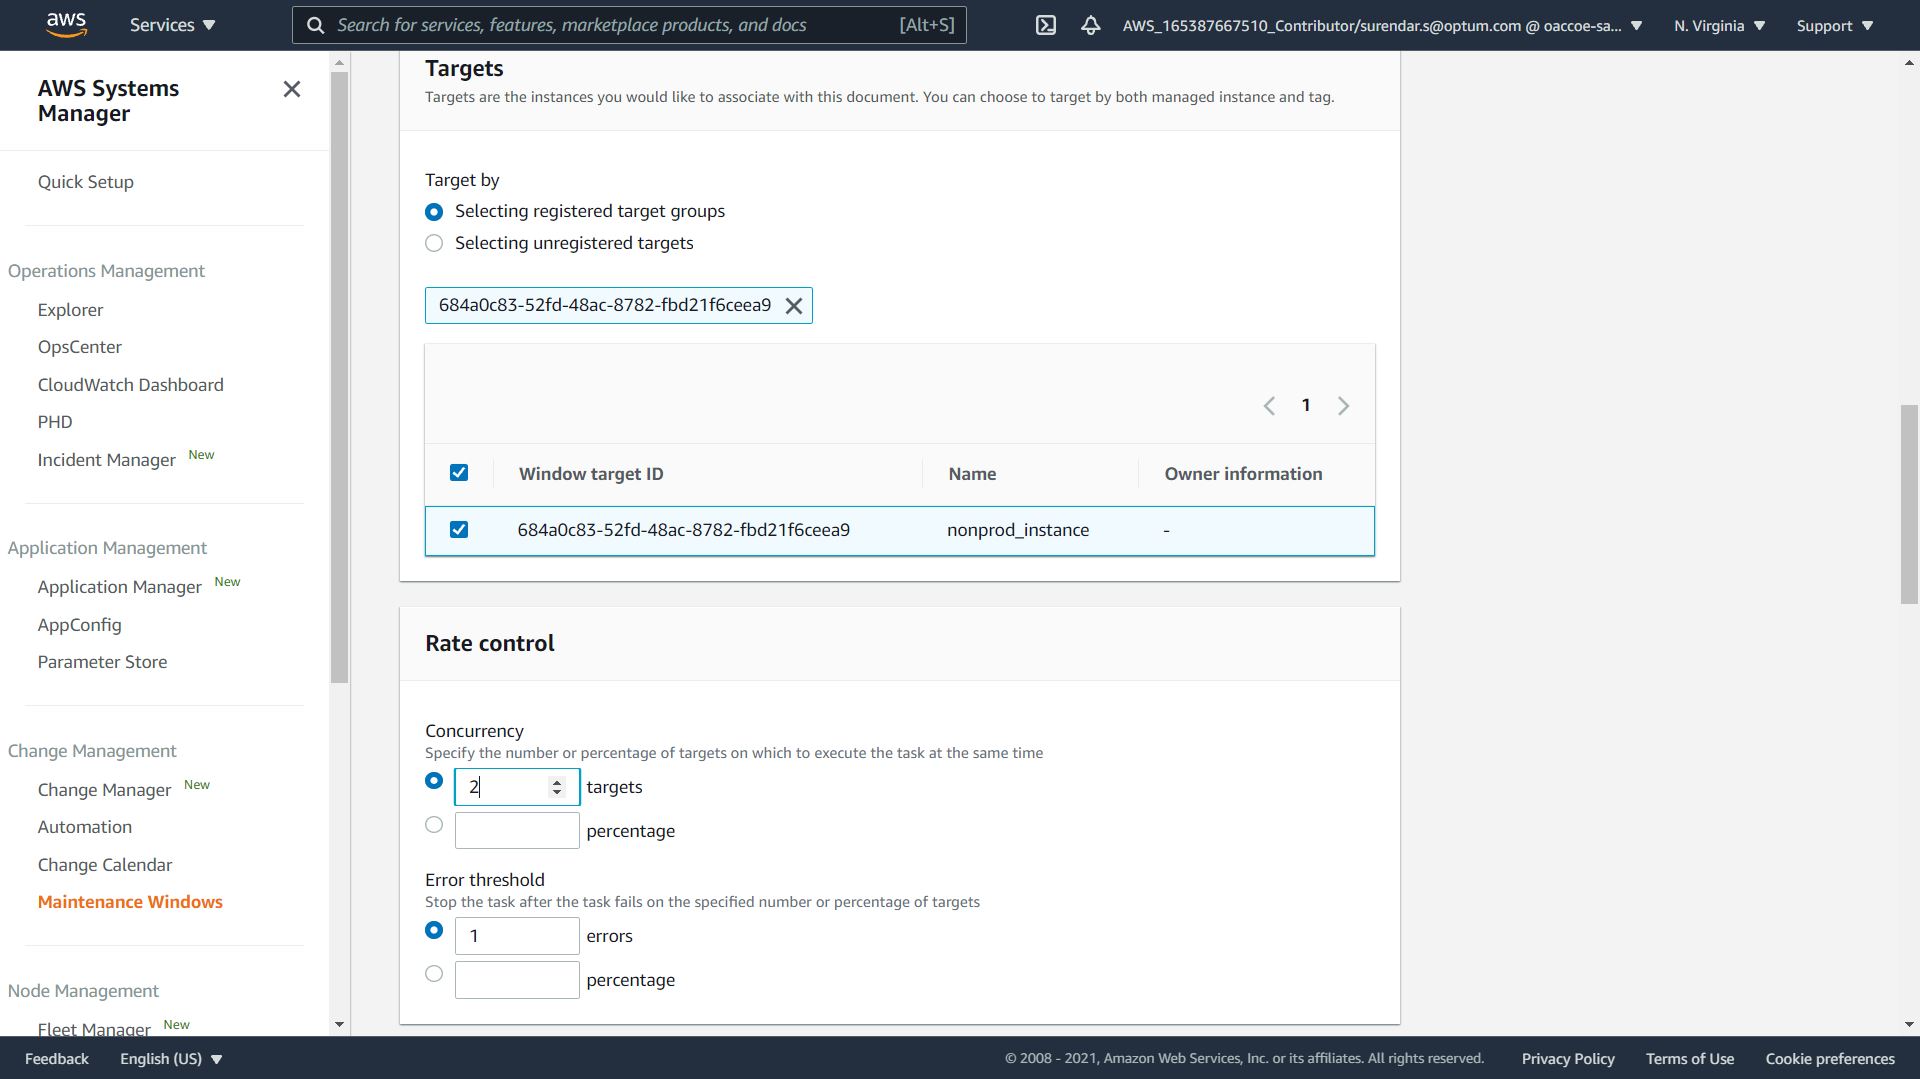 aws
Services
Search for services, features, marketplace products, and docs
[Alt+S]
AWS_165387667510_Contributor/surendar.s@optum.com @ oaccoe-sa...
N. Virginia
Support
AWS Systems
Manager
Quick Setup
Operations Management
Explorer
OpsCenter
CloudWatch Dashboard
PHD
Incident Manager New
Application Management
Application Manager New
AppConfig
Parameter Store
Change Management
Change Manager New
Automation
Change Calendar
Maintenance Windows
Node Management
Fleet Manager New
Targets
Targets are the instances you would like to associate with this document. You can choose to target by both managed instance and tag.
Target by
Selecting registered target groups
Selecting unregistered targets
684a0c83-52fd-48ac-8782-fbd21f6ceea9
1
Window target ID Name Owner information
684a0c83-52fd-48ac-8782-fbd21f6ceea9 nonprod_instance -
Rate control
Concurrency
Specify the number or percentage of targets on which to execute the task at the same time
2 targets
percentage
Error threshold
Stop the task after the task fails on the specified number or percentage of targets
1 errors
percentage
Feedback
English (US)
© 2008 - 2021, Amazon Web Services, Inc. or its affiliates. All rights reserved.
Privacy Policy
Terms of Use
Cookie preferences